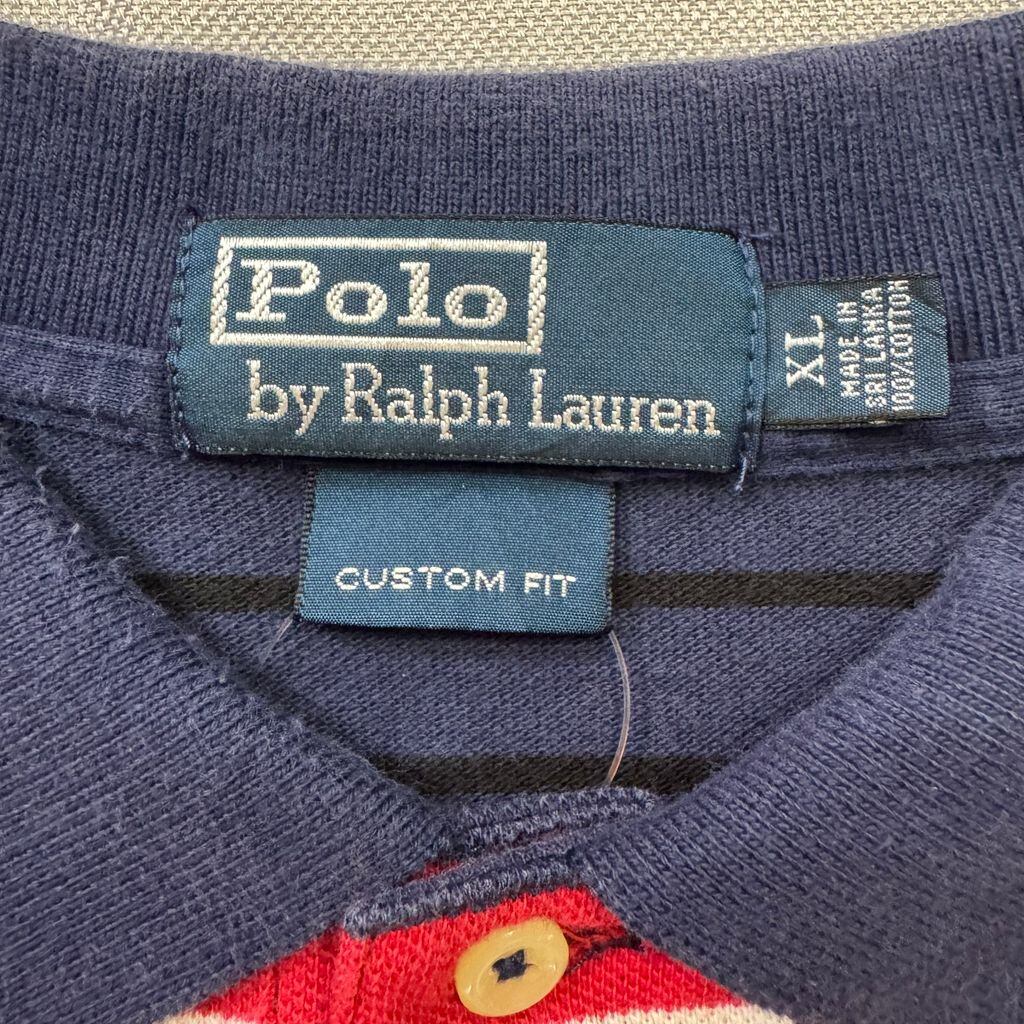 Polo
by Ralph Lauren
XL
MADE IN
SRI LANKA
100% COTTON
CUSTOM FIT